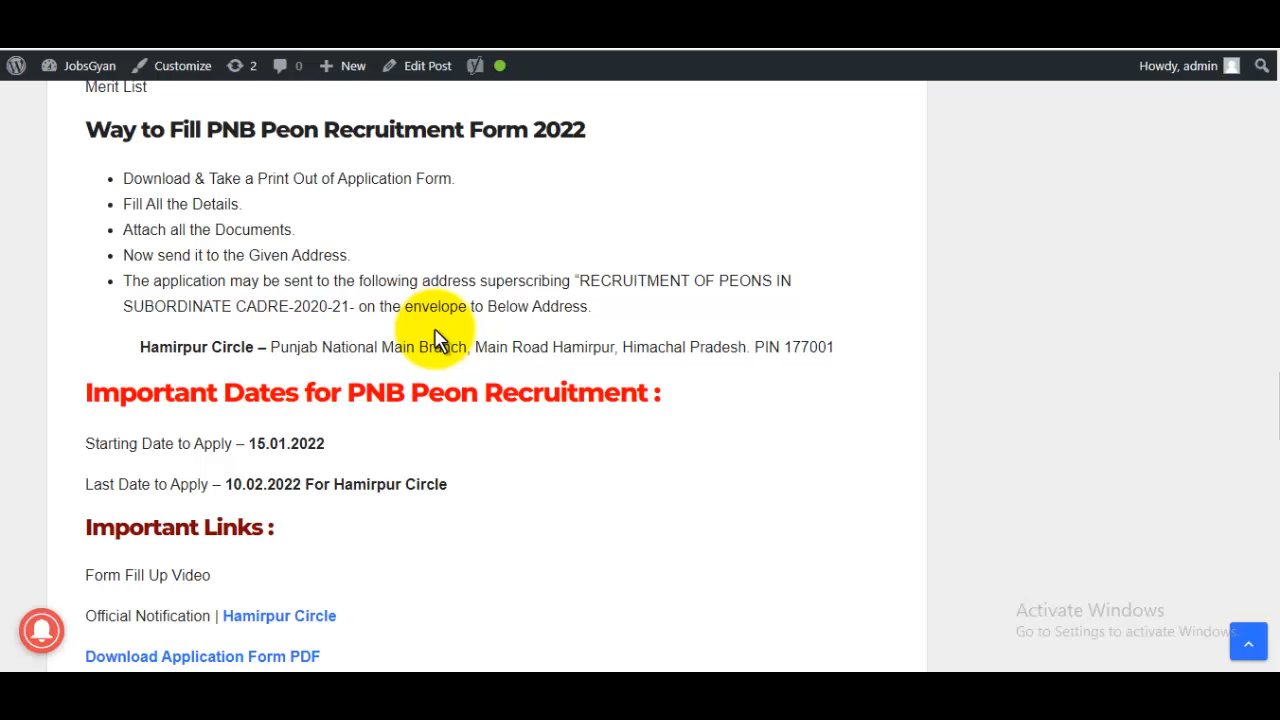 JobsGyan Customize 2 0 New Edit Post Howdy, admin
Merit List
Way to Fill PNB Peon Recruitment Form 2022
• Download & Take a Print Out of Application Form.
• Fill All the Details.
• Attach all the Documents.
• Now send it to the Given Address.
• The application may be sent to the following address superscribing “RECRUITMENT OF PEONS IN
SUBORDINATE CADRE-2020-21- on the envelope to Below Address.
Hamirpur Circle – Punjab National Main Branch, Main Road Hamirpur, Himachal Pradesh. PIN 177001
Important Dates for PNB Peon Recruitment :
Starting Date to Apply – 15.01.2022
Last Date to Apply – 10.02.2022 For Hamirpur Circle
Important Links :
Form Fill Up Video
Official Notification | Hamirpur Circle
Download Application Form PDF
Activate Windows
Go to Settings to activate Windows.